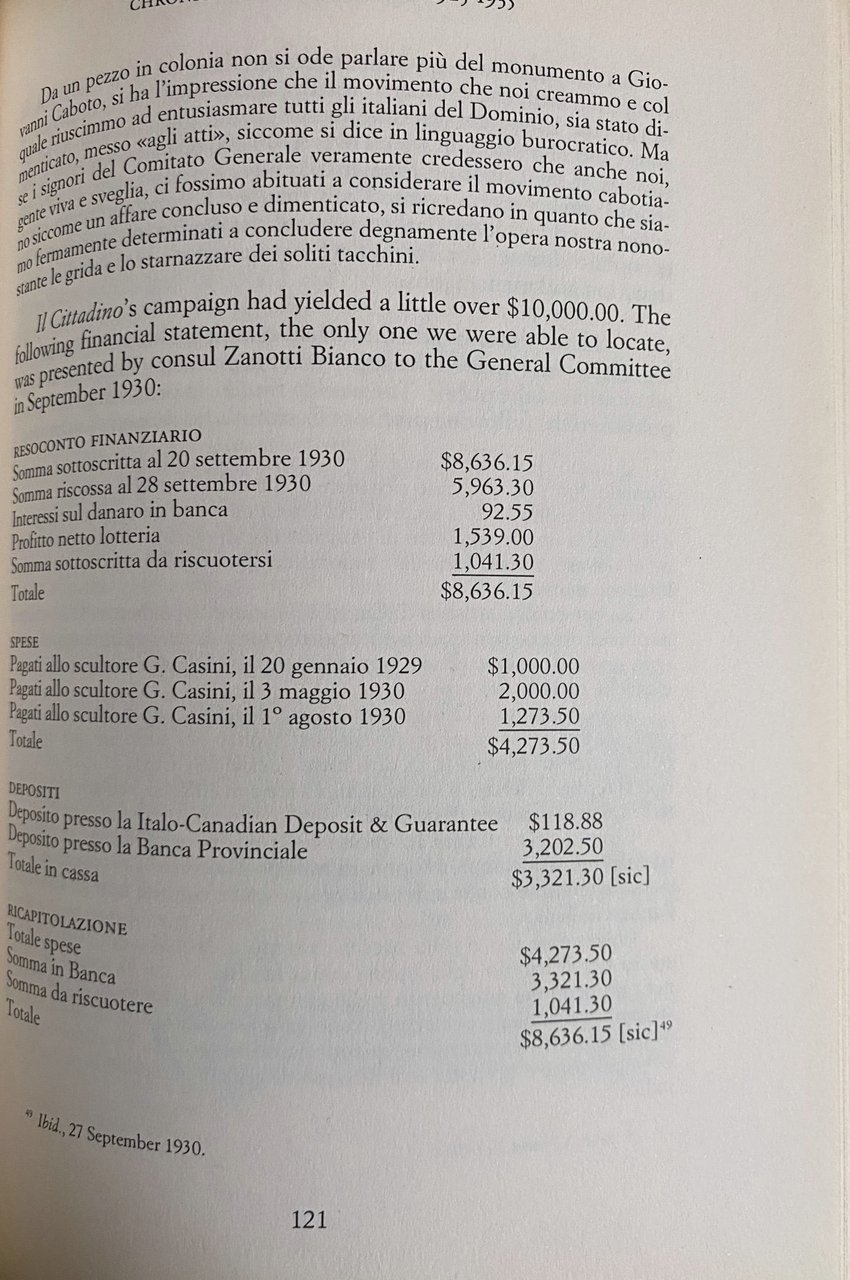 Da un pezzo in colonia non si ode parlare più del monumento a Gio-
vanni Caboto, si ha l'impressione che il movimento che noi creammo e col
quale riuscimmo ad entusiasmare tutti gli italiani del Dominio, sia stato di-
menticato, messo «agli atti», siccome si dice in linguaggio burocratico. Ma
se i signori del Comitato Generale veramente credessero che anche noi,
gente viva e sveglia, ci fossimo abituati a considerare il movimento cabotia-
no siccome un affare concluso e dimenticato, si ricredano in quanto che sia-
mo fermamente determinati a concludere degnamente l'opera nostra nono-
stante le grida e lo starnazzare dei soliti tacchini.
Il Cittadino's campaign had yielded a little over $10,000.00. The
following financial statement, the only one we were able to locate,
was presented by consul Zanotti Bianco to the General Committee
in September 1930:
RESOCONTO FINANZIARIO
Somma sottoscritta al 20 settembre 1930 $8,636.15
Somma riscossa al 28 settembre 1930 5,963.30
Interessi sul danaro in banca 92.55
Profitto netto lotteria 1,539.00
Somma sottoscritta da riscuotersi 1,041.30
Totale $8,636.15
SPESE
Pagati allo scultore G. Casini, il 20 gennaio 1929 $1,000.00
Pagati allo scultore G. Casini, il 3 maggio 1930 2,000.00
Pagati allo scultore G. Casini, il 1º agosto 1930 1,273.50
Totale $4,273.50
DEPOSITI
Deposito presso la Italo-Canadian Deposit & Guarantee $118.88
Deposito presso la Banca Provinciale 3,202.50
Totale in cassa $3,321.30 [sic]
RICAPITOLAZIONE
Totale spese $4,273.50
Somma in Banca 3,321.30
Somma da riscuotere 1,041.30
Totale $8,636.15 [sic]49
49 Ibid., 27 September 1930.
121